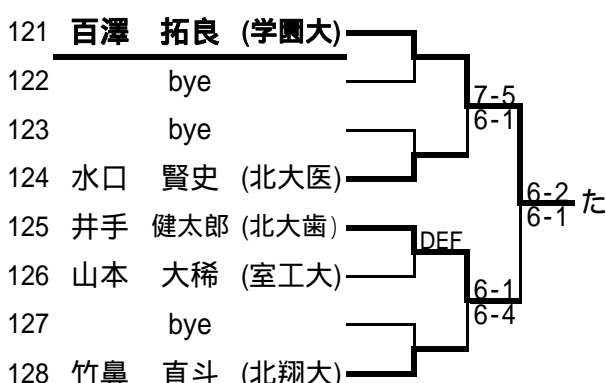 121 百澤 拓良 (学園大)
122 bye
7-5
123 bye
6-1
124 水口 賢史 (北大医)
6-2 た
6-1
125 井手 健太郎 (北大歯)
DEF
126 山本 大稀 (室工大)
6-1
127 bye
6-4
128 竹鼻 直斗 (北翔大)